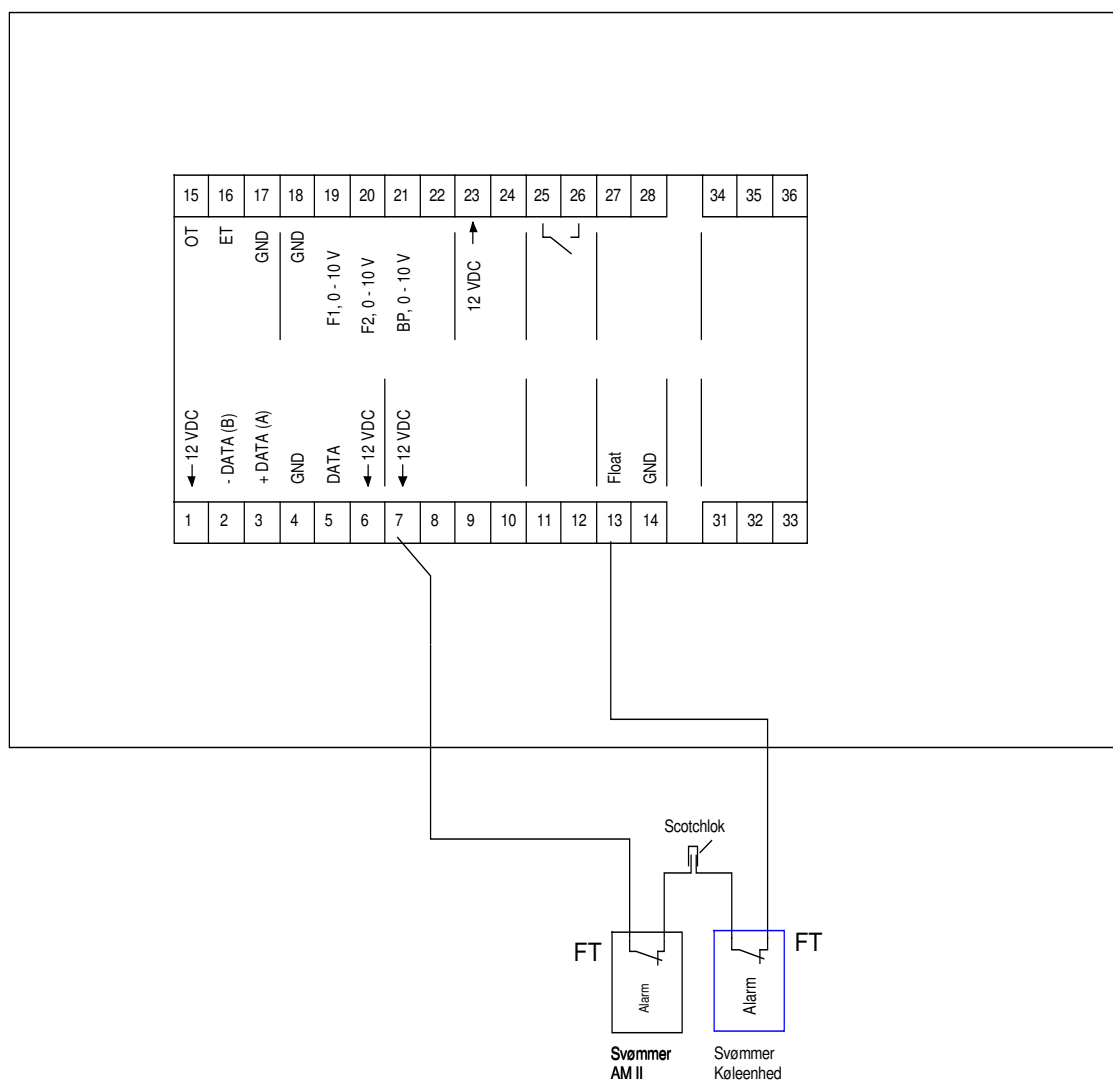 15 16 17 18 19 20 21 22 23 24 25 26 27 28 34 35 36
OT
ET
GND
GND
F1, 0 - 10 V
F2, 0 - 10 V
BP, 0 - 10 V
12 VDC
12 VDC
- DATA (B)
+ DATA (A)
GND
DATA
12 VDC
12 VDC
Float
GND
1 2 3 4 5 6 7 8 9 10 11 12 13 14 31 32 33
Scotchlok
FT
Alarm
Alarm
FT
Svømmer
AM II
Svømmer
Køleenhed